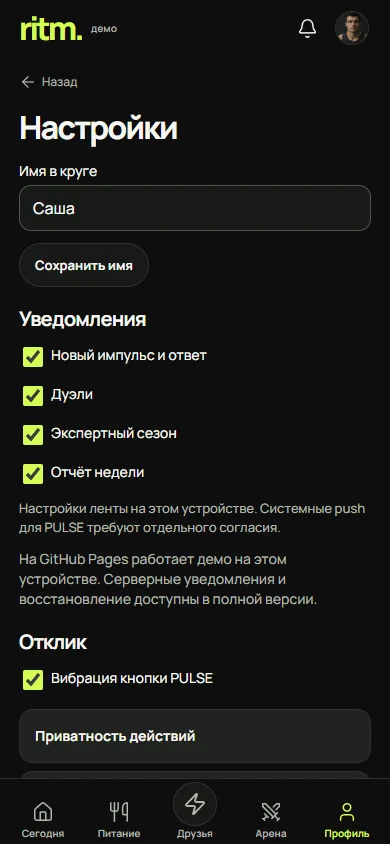 ritm. демо
Назад
Настройки
Имя в круге
Саша
Сохранить имя
Уведомления
Новый импульс и ответ
Дуэли
Экспертный сезон
Отчёт недели
Настройки ленты на этом устройстве. Системные push
для PULSE требуют отдельного согласия.
На GitHub Pages работает демо на этом
устройстве. Серверные уведомления и
восстановление доступны в полной версии.
Отклик
Вибрация кнопки PULSE
Приватность действий
Сегодня Питание Друзья Арена Профиль